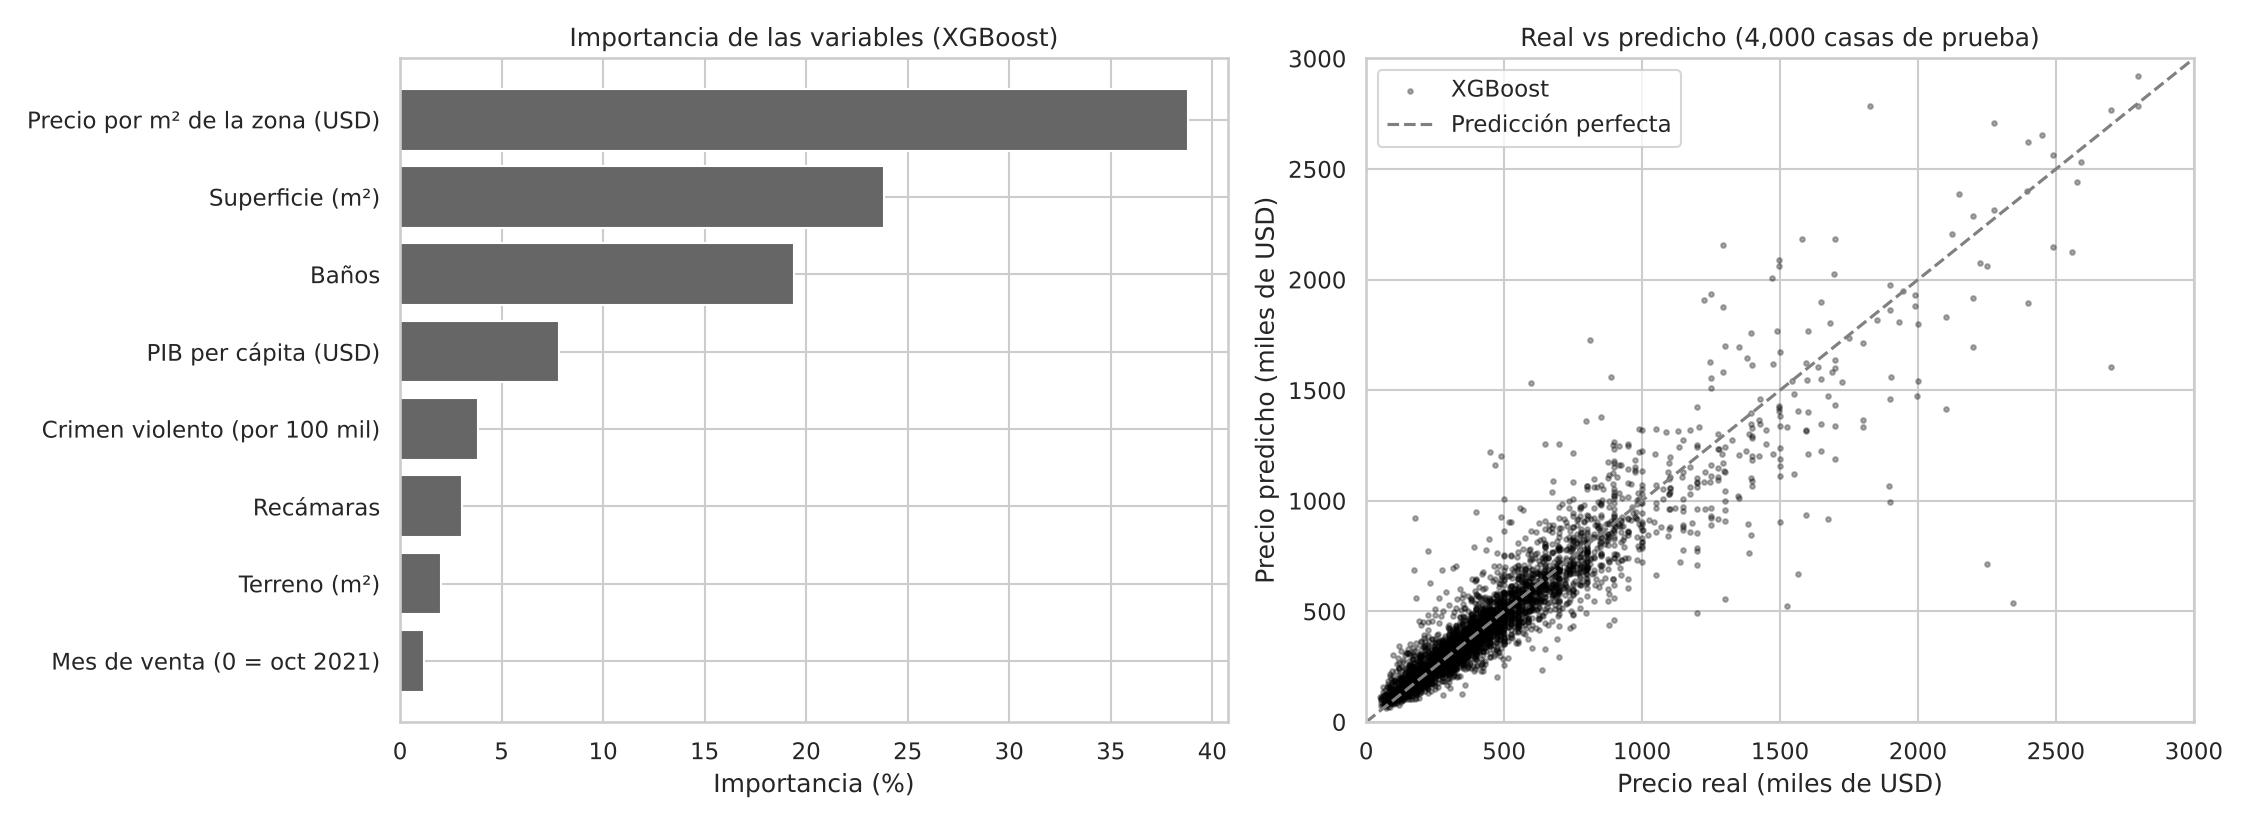 Importancia de las variables (XGBoost)
Precio por m² de la zona (USD)
Superficie (m²)
Baños
PIB per cápita (USD)
Crimen violento (por 100 mil)
Recámaras
Terreno (m²)
Mes de venta (0 = oct 2021)
0 5 10 15 20 25 30 35 40
Importancia (%)
Real vs predicho (4,000 casas de prueba)
XGBoost
Predicción perfecta
Precio predicho (miles de USD)
3000
2500
2000
1500
1000
500
0
0 500 1000 1500 2000 2500 3000
Precio real (miles de USD)